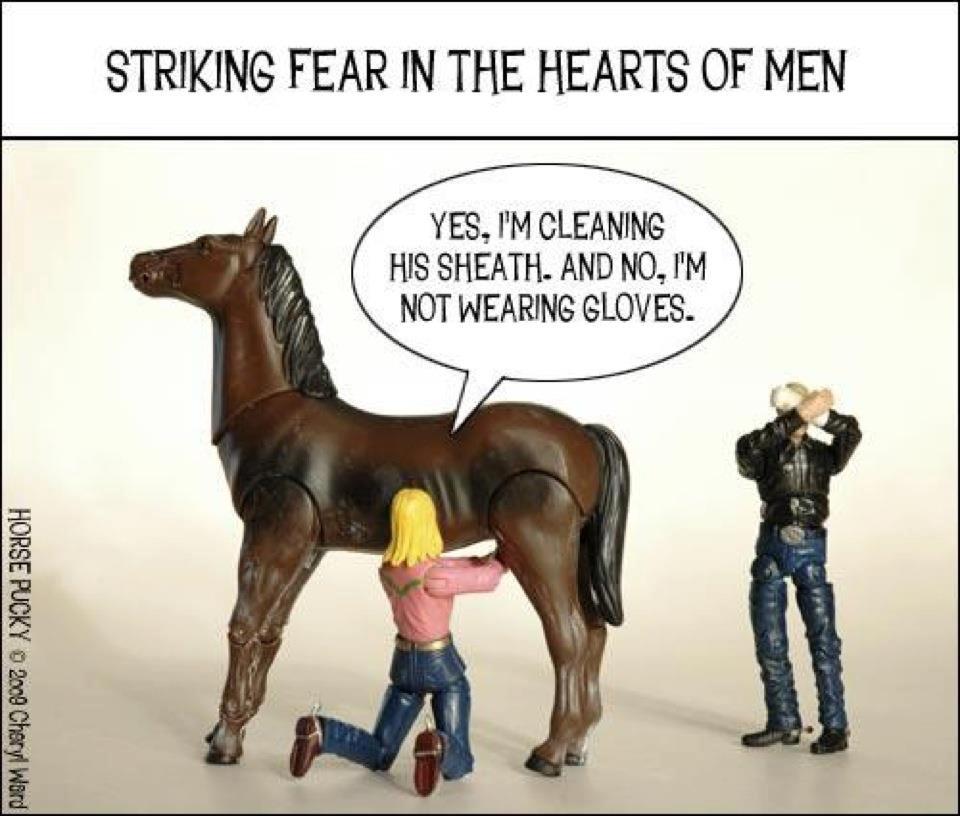 STRIKING FEAR IN THE HEARTS OF MEN
YES, I'M CLEANING
HIS SHEATH. AND NO, I'M
NOT WEARING GLOVES.
HORSE PUCKY © 2009 Cheryl Ward